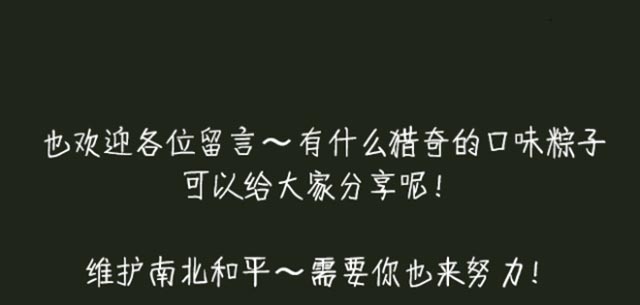 也欢迎各位留言～有什么猎奇的口味粽子
可以给大家分享呢！
维护南北和平～需要你也来努力！